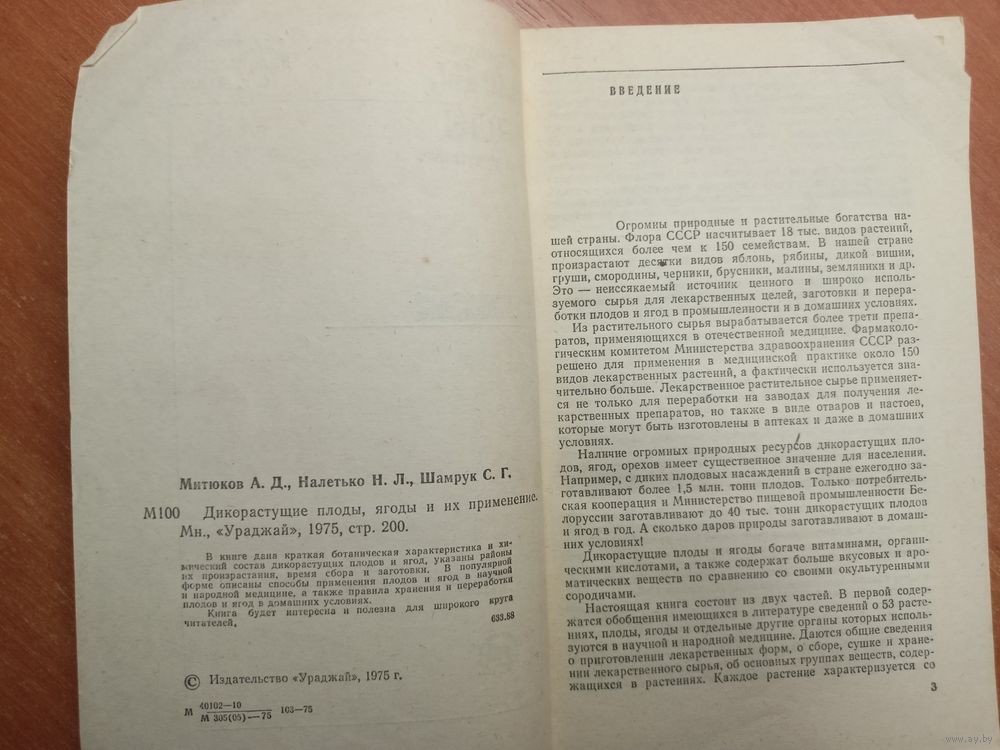 Митюков А. Д., Налетько Н. Л., Шамрук С. Г.
М100 Дикорастущие плоды, ягоды и их применение.
Мн., «Ураджай», 1975, стр. 200.
В книге дана краткая ботаническая характеристика и хи-
мический состав дикорастущих плодов и ягод, указаны районы
их произрастания, время сбора и заготовки. В популярной
форме описаны способы применения плодов и ягод в научной
и народной медицине, а также правила хранения и переработки
плодов и ягод в домашних условиях.
Книга будет интересна и полезна для широкого круга
читателей.
633.88
© Издательство «Ураджай», 1975 г.
М 40102—10
М 305(05)—75 103—75
ВВЕДЕНИЕ
Огромны природные и растительные богатства на-
шей страны. Флора СССР насчитывает 18 тыс. видов растений,
относящихся более чем к 150 семействам. В нашей стране
произрастают десятки видов яблонь, рябины, дикой вишни,
груши, смородины, черники, брусники, малины, земляники и др.
Это — неиссякаемый источник ценного и широко исполь-
зуемого сырья для лекарственных целей, заготовки и перера-
ботки плодов и ягод в промышленности и в домашних условиях.
Из растительного сырья вырабатывается более трети препа-
ратов, применяющихся в отечественной медицине. Фармаколо-
гическим комитетом Министерства здравоохранения СССР раз-
решено для применения в медицинской практике около 150
видов лекарственных растений, а фактически используется зна-
чительно больше. Лекарственное растительное сырье применяет-
ся не только для переработки на заводах для получения ле-
карственных препаратов, но также в виде отваров и настоев,
которые могут быть изготовлены в аптеках и даже в домашних
условиях.
Наличие огромных природных ресурсов дикорастущих пло-
дов, ягод, орехов имеет существенное значение для населения.
Например, с диких плодовых насаждений в стране ежегодно за-
готавливают более 1,5 млн. тонн плодов. Только потребитель-
ская кооперация и Министерство пищевой промышленности Бе-
лоруссии заготавливают до 40 тыс. тонн дикорастущих плодов
и ягод в год. А сколько даров природы заготавливают в домаш-
них условиях!
Дикорастущие плоды и ягоды богаче витаминами, органи-
ческими кислотами, а также содержат больше вкусовых и аро-
матических веществ по сравнению со своими окультуренными
сородичами.
Настоящая книга состоит из двух частей. В первой содер-
жатся обобщения имеющихся в литературе сведений о 53 расте-
ниях, плоды, ягоды и отдельные другие органы которых исполь-
зуются в научной и народной медицине. Даются общие сведения
о приготовлении лекарственных форм, о сборе, сушке и хране-
нии лекарственного сырья, об основных группах веществ, содер-
жащихся в растениях. Каждое растение характеризуется со
3
www.ay.by